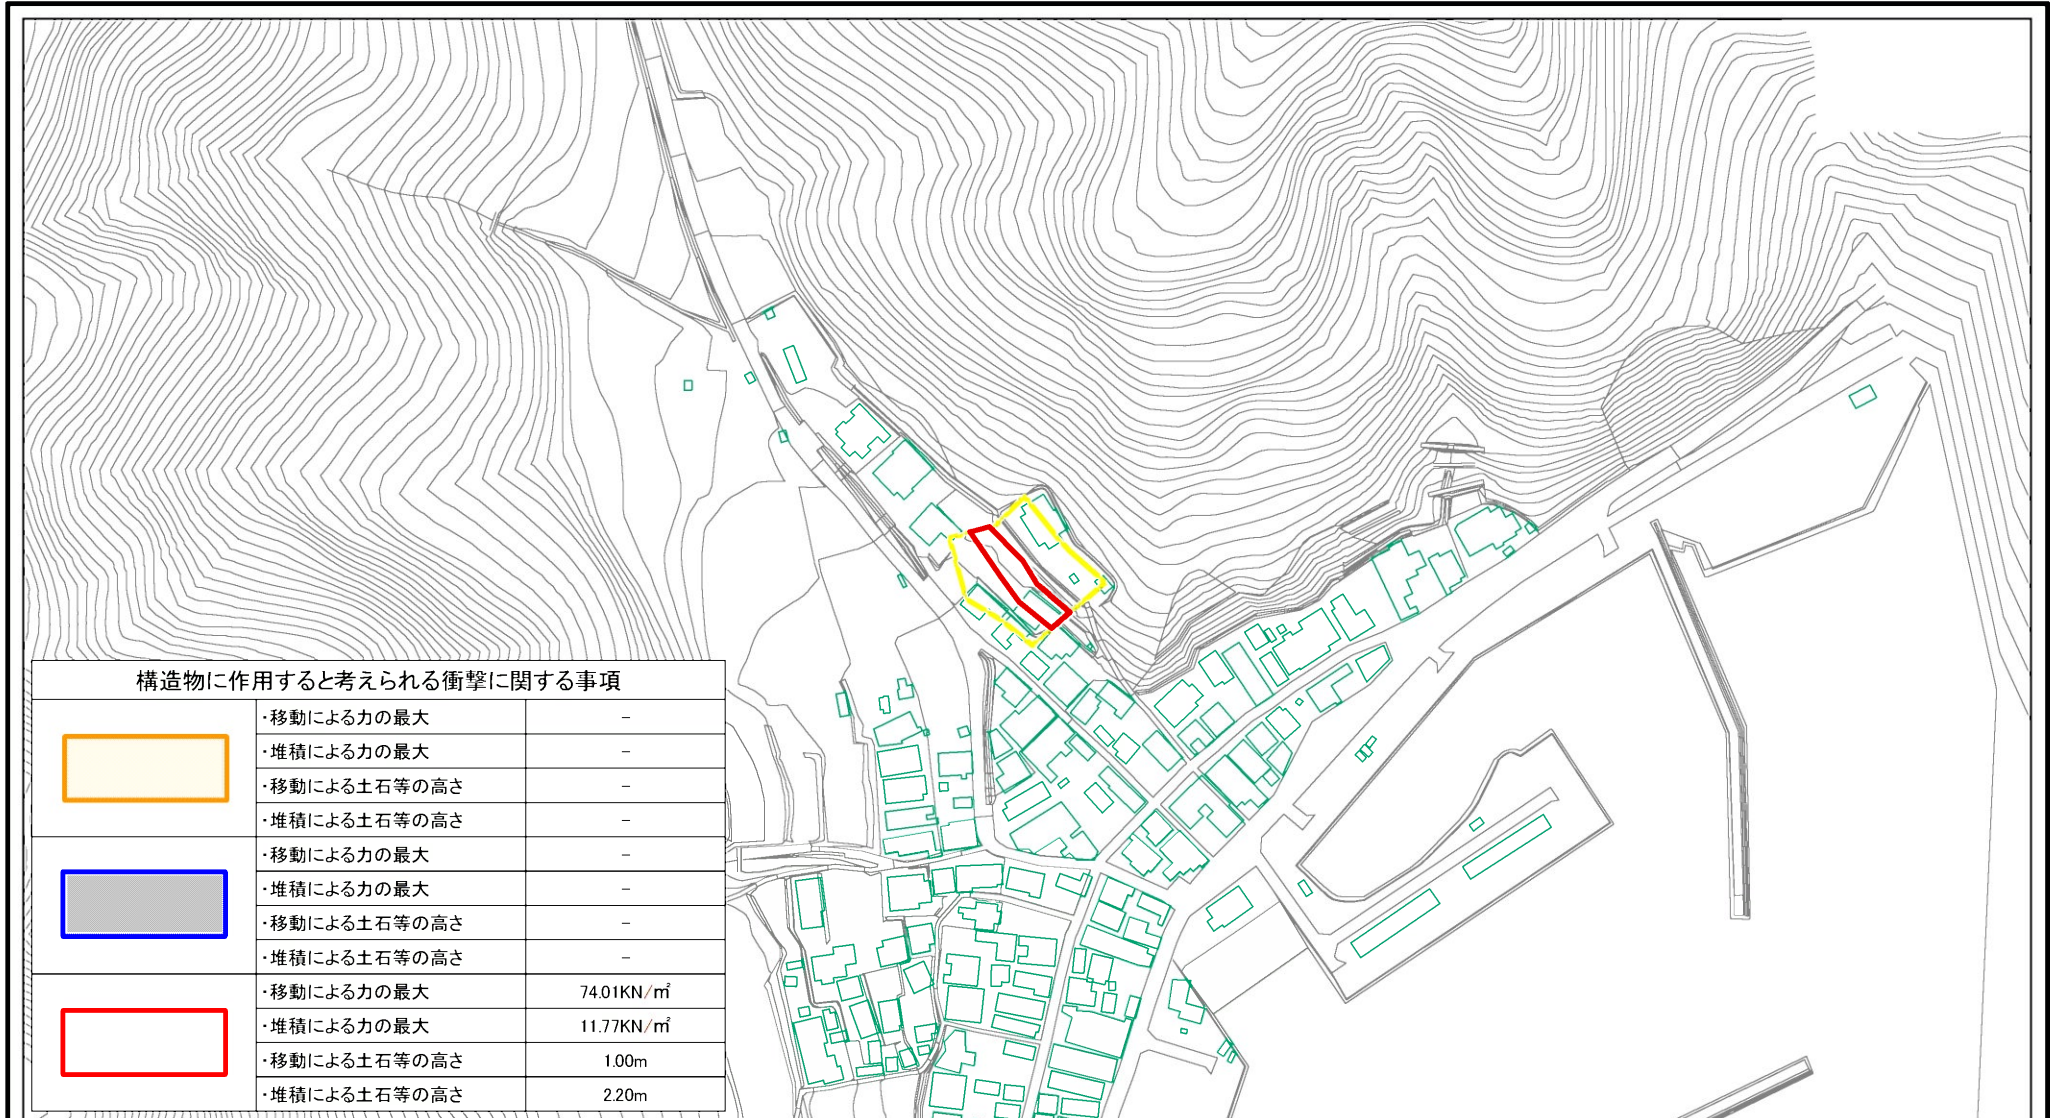 構造物に作用すると考えられる衝撃に関する事項
・移動による力の最大 －
・堆積による力の最大 －
・移動による土石等の高さ －
・堆積による土石等の高さ －
・移動による力の最大 －
・堆積による力の最大 －
・移動による土石等の高さ －
・堆積による土石等の高さ －
・移動による力の最大 74.01KN/㎡
・堆積による力の最大 11.77KN/㎡
・移動による土石等の高さ 1.00m
・堆積による土石等の高さ 2.20m